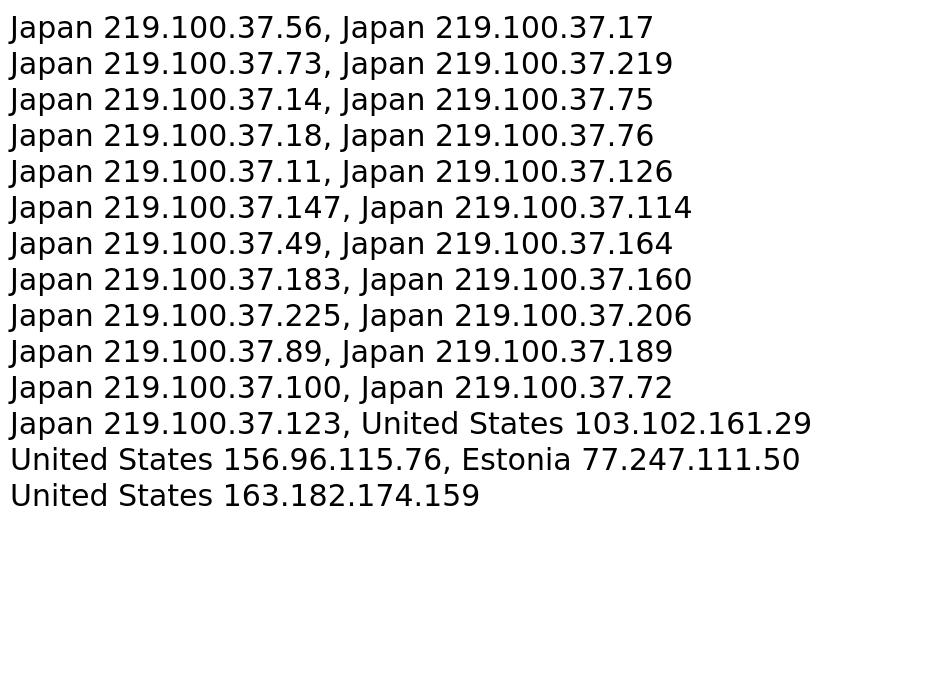 Japan 219.100.37.56, Japan 219.100.37.17
Japan 219.100.37.73, Japan 219.100.37.219
Japan 219.100.37.14, Japan 219.100.37.75
Japan 219.100.37.18, Japan 219.100.37.76
Japan 219.100.37.11, Japan 219.100.37.126
Japan 219.100.37.147, Japan 219.100.37.114
Japan 219.100.37.49, Japan 219.100.37.164
Japan 219.100.37.183, Japan 219.100.37.160
Japan 219.100.37.225, Japan 219.100.37.206
Japan 219.100.37.89, Japan 219.100.37.189
Japan 219.100.37.100, Japan 219.100.37.72
Japan 219.100.37.123, United States 103.102.161.29
United States 156.96.115.76, Estonia 77.247.111.50
United States 163.182.174.159